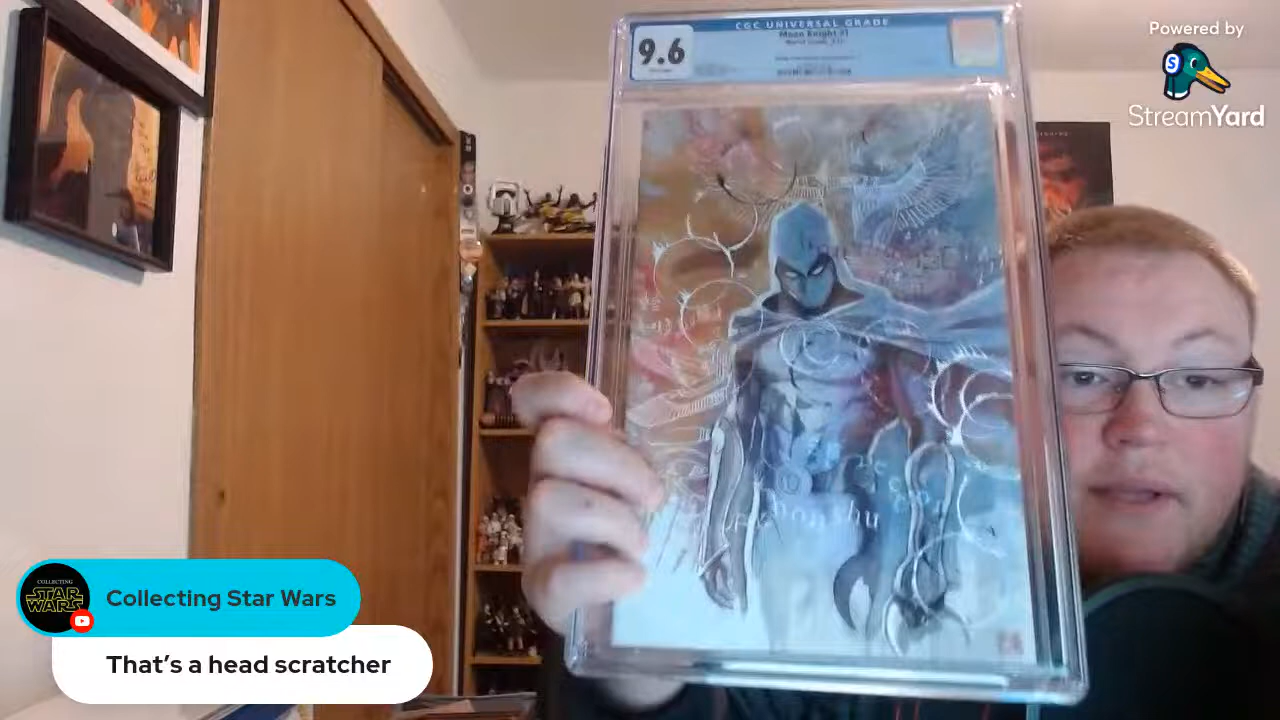 CGC UNIVERSAL GRADE
Moon Knight #1
9.6
Powered by
StreamYard
Khonshu
COLLECTING
STAR
WARS
Collecting Star Wars
That's a head scratcher